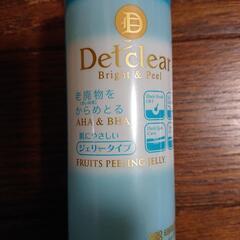 Detclear
Bright & Peel
老廃物を
からめとる
AHA & BHA
肌にやさしい
ジェリータイプ
FRUITS PEELING JELLY